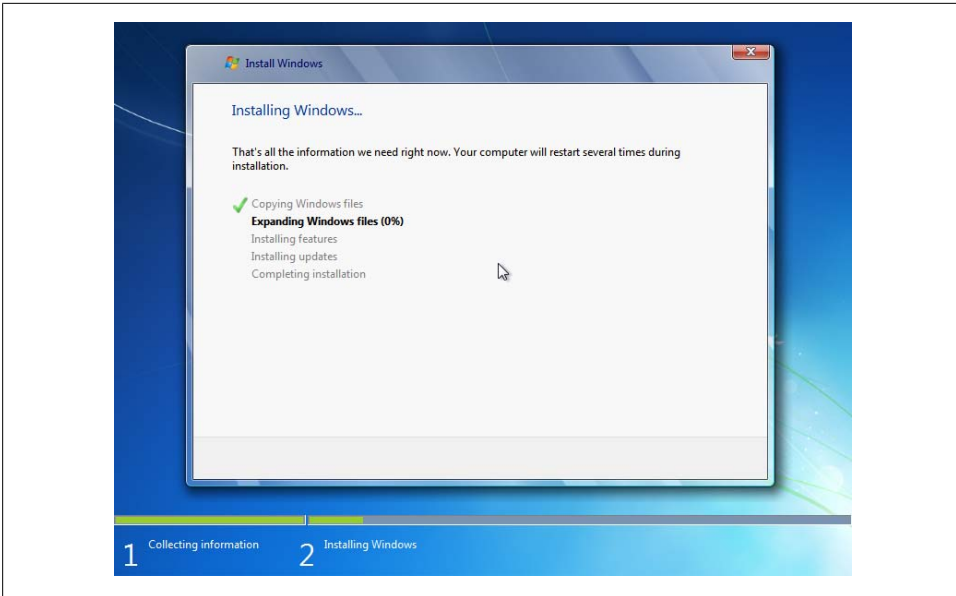 Install Windows
Installing Windows...
That's all the information we need right now. Your computer will restart several times during
installation.
Copying Windows files
Expanding Windows files (0%)
Installing features
Installing updates
Completing installation
1 Collecting information 2 Installing Windows